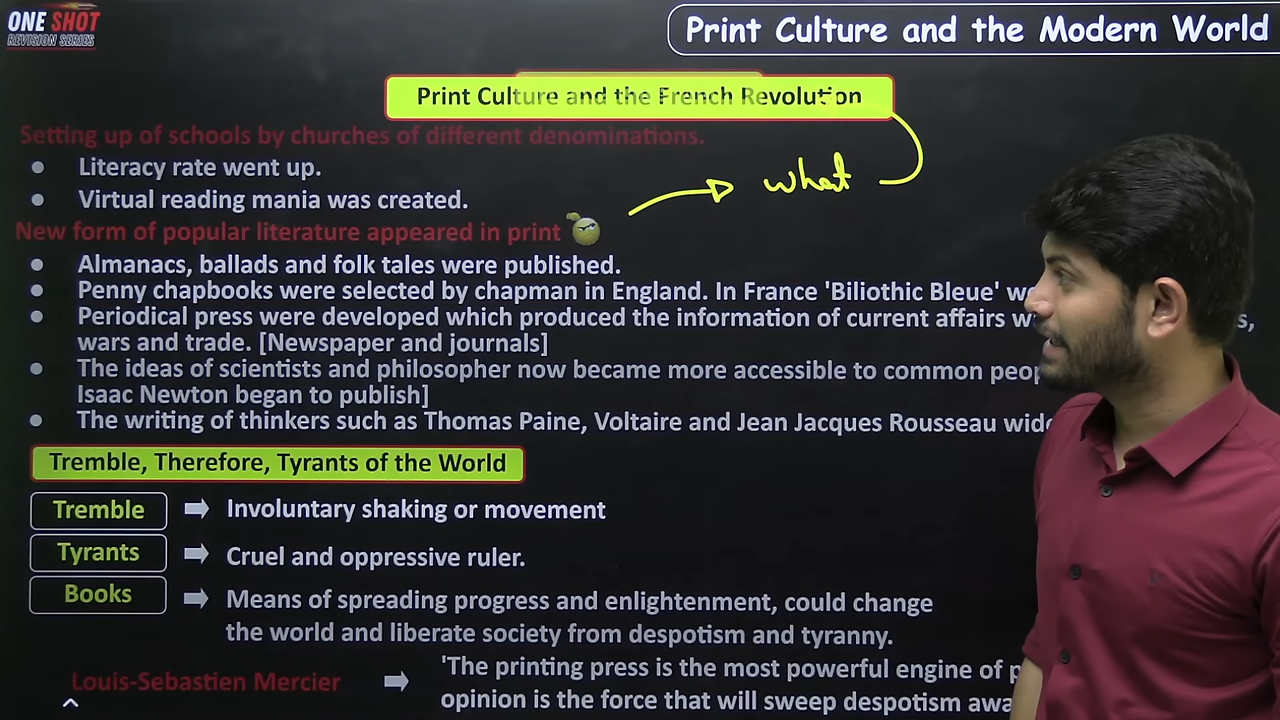 ONE SHOT
REVISION SERIES
Print Culture and the Modern World
Print Culture and the French Revolution
Setting up of schools by churches of different denominations.
● Literacy rate went up.
● Virtual reading mania was created.
what
New form of popular literature appeared in print
● Almanacs, ballads and folk tales were published.
● Penny chapbooks were selected by chapman in England. In France 'Biliothic Bleue'
● Periodical press were developed which produced the information of current affairs
wars and trade. [Newspaper and journals]
● The ideas of scientists and philosopher now became more accessible to common
Isaac Newton began to publish]
● The writing of thinkers such as Thomas Paine, Voltaire and Jean Jacques Rousseau
Tremble, Therefore, Tyrants of the World
Tremble ➡ Involuntary shaking or movement
Tyrants ➡ Cruel and oppressive ruler.
Books ➡ Means of spreading progress and enlightenment, could change
the world and liberate society from despotism and tyranny.
Louis-Sebastien Mercier ➡ 'The printing press is the most powerful engine of
opinion is the force that will sweep despotism